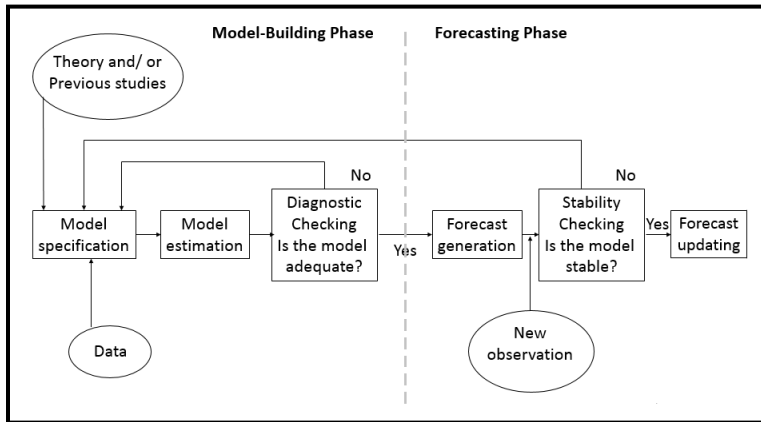 Model-Building Phase
Forecasting Phase
Theory and/ or
Previous studies
No
No
Model
specification
Model
estimation
Diagnostic
Checking
Is the model
adequate?
Yes
Forecast
generation
Stability
Checking
Is the model
stable?
Yes
Forecast
updating
Data
New
observation